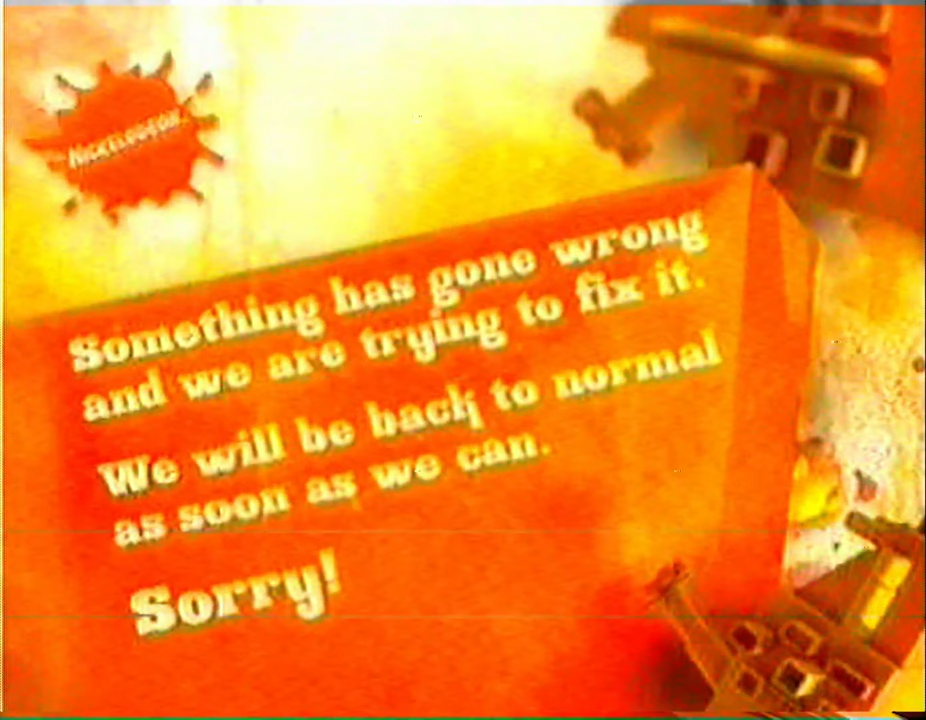 NICKELODEON
Something has gone wrong
and we are trying to fix it.
We will be back to normal
as soon as we can.
Sorry!